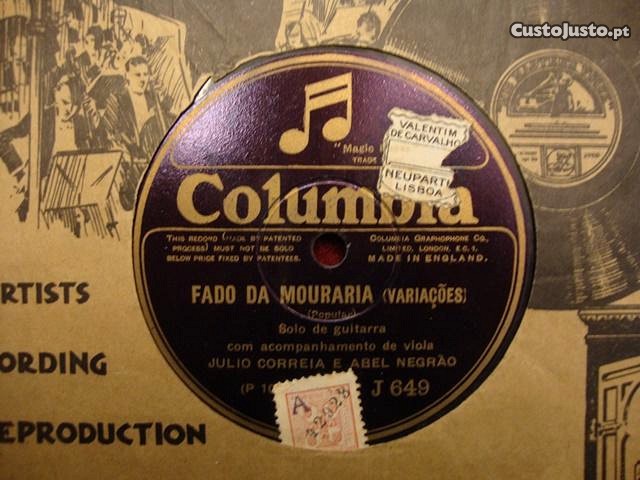 CustoJusto.pt
"Magic
TRADE
VALENTIM
DE CARVALHO
NEUPARTH
LISBOA
Columbia
THIS RECORD (MADE BY PATENTED
PROCESS) MUST NOT BE SOLD
BELOW PRICE FIXED BY PATENTEES.
COLUMBIA GRAPHOPHONE CO.,
LIMITED, LONDON, E.C.1.
MADE IN ENGLAND.
FADO DA MOURARIA (VARIAÇÕES)
(Popular)
Solo de guitarra
com acompanhamento de viola
JULIO CORREIA E ABEL NEGRÃO
(P 10
J 649
A
RTISTS
ORDING
EPRODUCTION